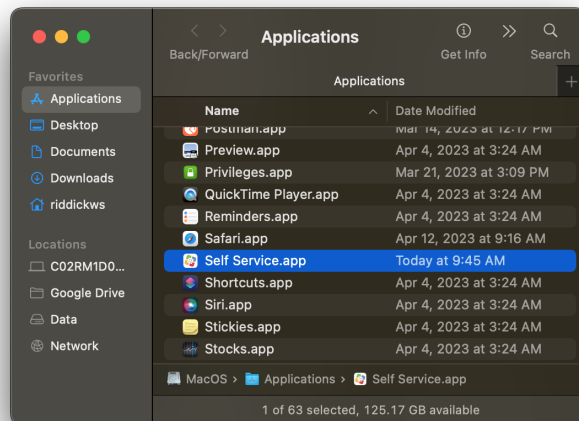 Applications
Back/Forward
Get Info
Search
Applications
Favorites
Applications
Desktop
Documents
Downloads
riddickws
Locations
C02RM1D0...
Google Drive
Data
Network
Name Date Modified
Postman.app Mar 14, 2023 at 12:17 PM
Preview.app Apr 4, 2023 at 3:24 AM
Privileges.app Mar 21, 2023 at 3:09 PM
QuickTime Player.app Apr 4, 2023 at 3:24 AM
Reminders.app Apr 4, 2023 at 3:24 AM
Safari.app Apr 12, 2023 at 9:16 AM
Self Service.app Today at 9:45 AM
Shortcuts.app Apr 4, 2023 at 3:24 AM
Siri.app Apr 4, 2023 at 3:24 AM
Stickies.app Apr 4, 2023 at 3:24 AM
Stocks.app Apr 4, 2023 at 3:24 AM
MacOS › Applications › Self Service.app
1 of 63 selected, 125.17 GB available